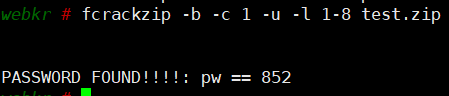 webkr # fcrackzip -b -c 1 -u -l 1-8 test.zip
PASSWORD FOUND!!!!: pw == 852
webkr #